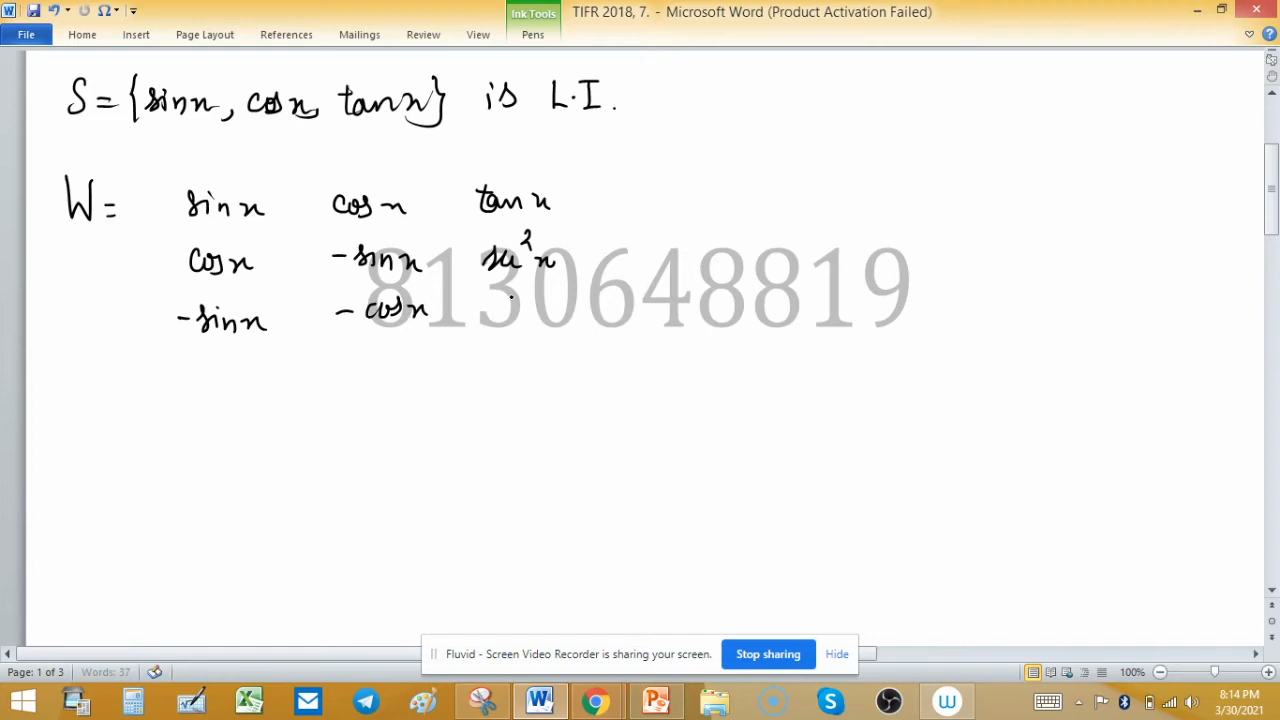 TIFR 2018, 7. - Microsoft Word (Product Activation Failed)
Ink Tools
File Home Insert Page Layout References Mailings Review View Pens
S = {sin x, cos x, tan x} is L.I.
W = sin x cos x tan x
cos x -sin x sec²x
-sin x -cos x
8130648819
Fluvid - Screen Video Recorder is sharing your screen. Stop sharing Hide
Page: 1 of 3 Words: 37 100%
8:14 PM
3/30/2021